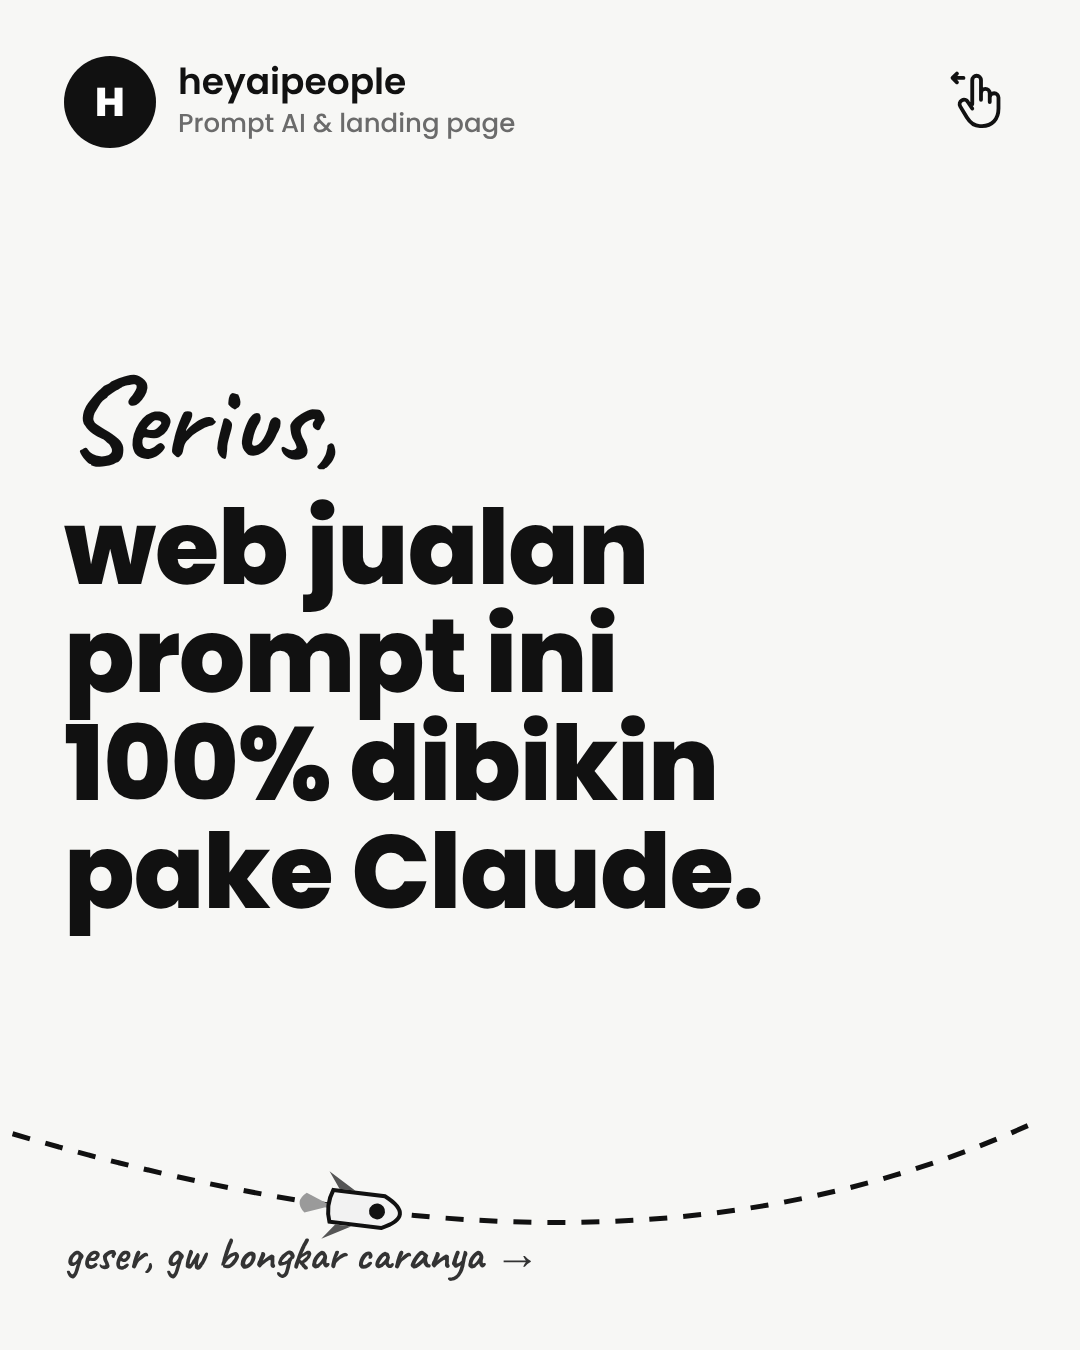 H
heyaipeople
Prompt AI & landing page
Serius,
web jualan
prompt ini
100% dibikin
pake Claude.
geser, gw bongkar caranya →